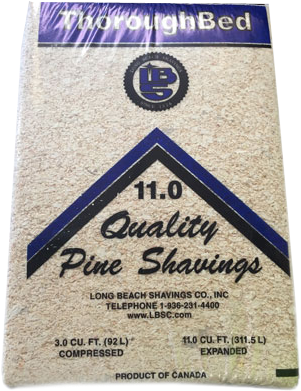 ThoroughBed
LBS
11.0
Quality
Pine Shavings
LONG BEACH SHAVINGS CO., INC
TELEPHONE 1-936-231-4400
www.LBSC.com
3.0 CU. FT. (92 L)
COMPRESSED
11.0 CU. FT. (311.5 L)
EXPANDED
PRODUCT OF CANADA